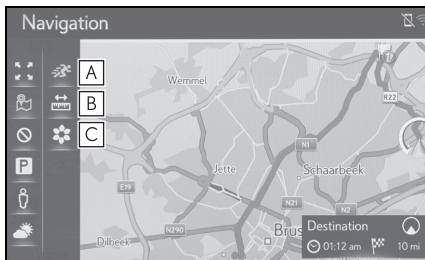 Navigation
A
B
C
P
Wemmel
R22
N1
Jette
Schaarbeek
E19
N21
N2
N290
Dilbeek
Brus
Destination
01:12 am 10 mi